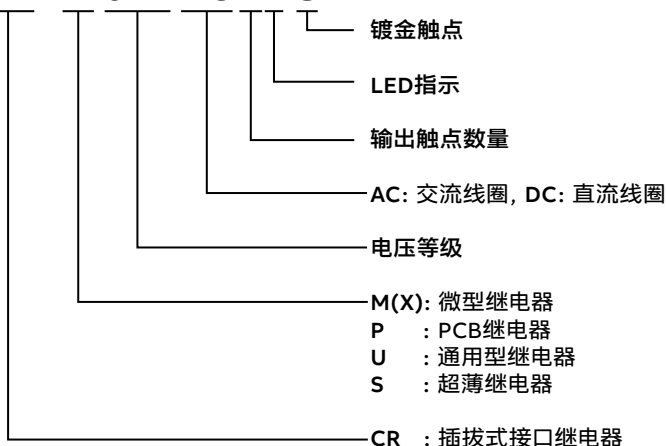 镀金触点
LED指示
输出触点数量
AC: 交流线圈, DC: 直流线圈
电压等级
M(X): 微型继电器
P : PCB继电器
U : 通用型继电器
S : 超薄继电器
CR : 插拔式接口继电器